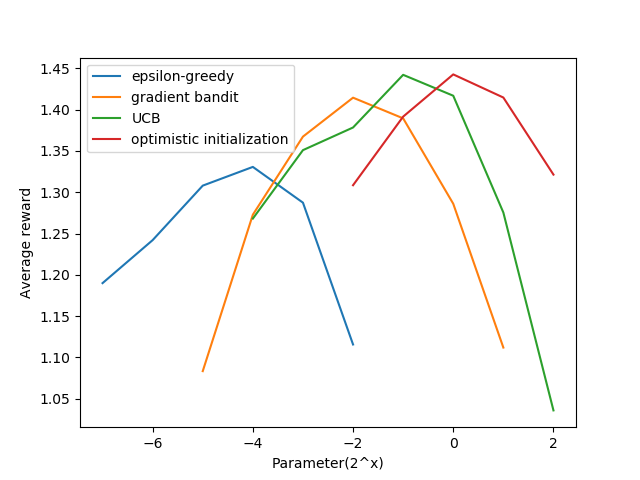 epsilon-greedy
gradient bandit
UCB
optimistic initialization
1.45
1.40
1.35
1.30
1.25
1.20
1.15
1.10
1.05
Average reward
−6
−4
−2
0
2
Parameter(2^x)